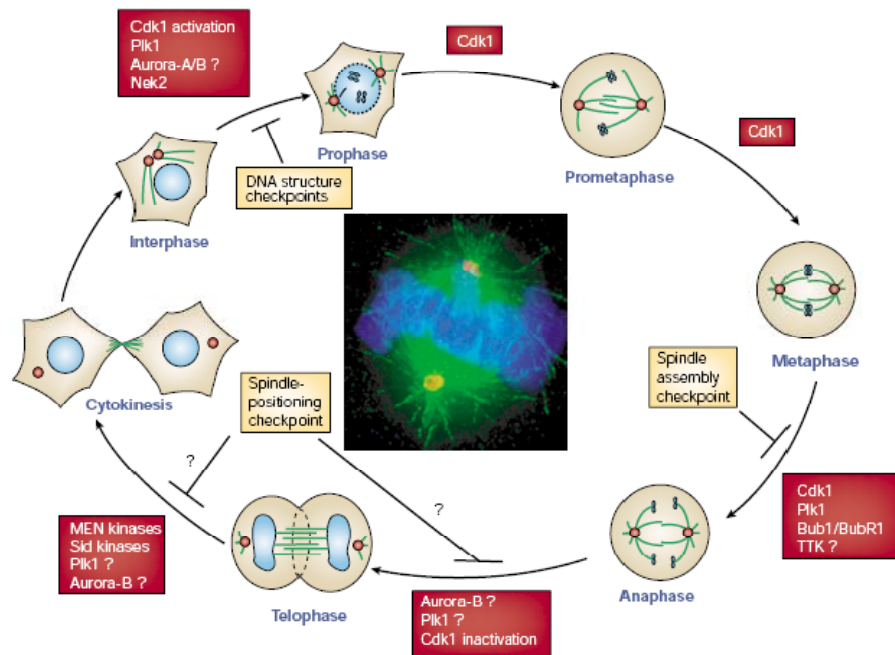 Cdk1 activation
Plk1
Aurora-A/B ?
Nek2
Cdk1
Prophase
DNA structure
checkpoints
Interphase
Prometaphase
Cdk1
Metaphase
Spindle
assembly
checkpoint
Cytokinesis
Spindle-
positioning
checkpoint
?
?
Cdk1
Plk1
Bub1/BubR1
TTK ?
MEN kinases
Sid kinases
Plk1 ?
Aurora-B ?
Telophase
Aurora-B ?
Plk1 ?
Cdk1 inactivation
Anaphase